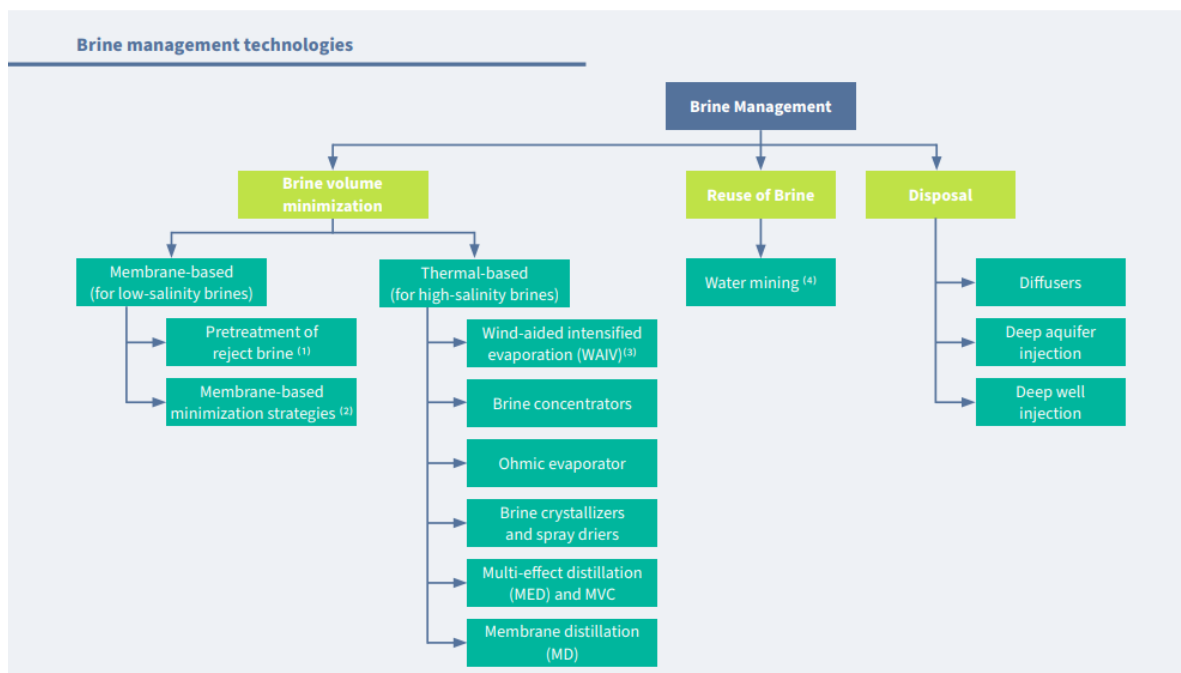 Brine management technologies
Brine Management
Brine volume
minimization
Reuse of Brine
Disposal
Membrane-based
(for low-salinity brines)
Pretreatment of
reject brine ⁽¹⁾
Membrane-based
minimization strategies ⁽²⁾
Thermal-based
(for high-salinity brines)
Wind-aided intensified
evaporation (WAIV)⁽³⁾
Brine concentrators
Ohmic evaporator
Brine crystallizers
and spray driers
Multi-effect distillation
(MED) and MVC
Membrane distillation
(MD)
Water mining ⁽⁴⁾
Diffusers
Deep aquifer
injection
Deep well
injection